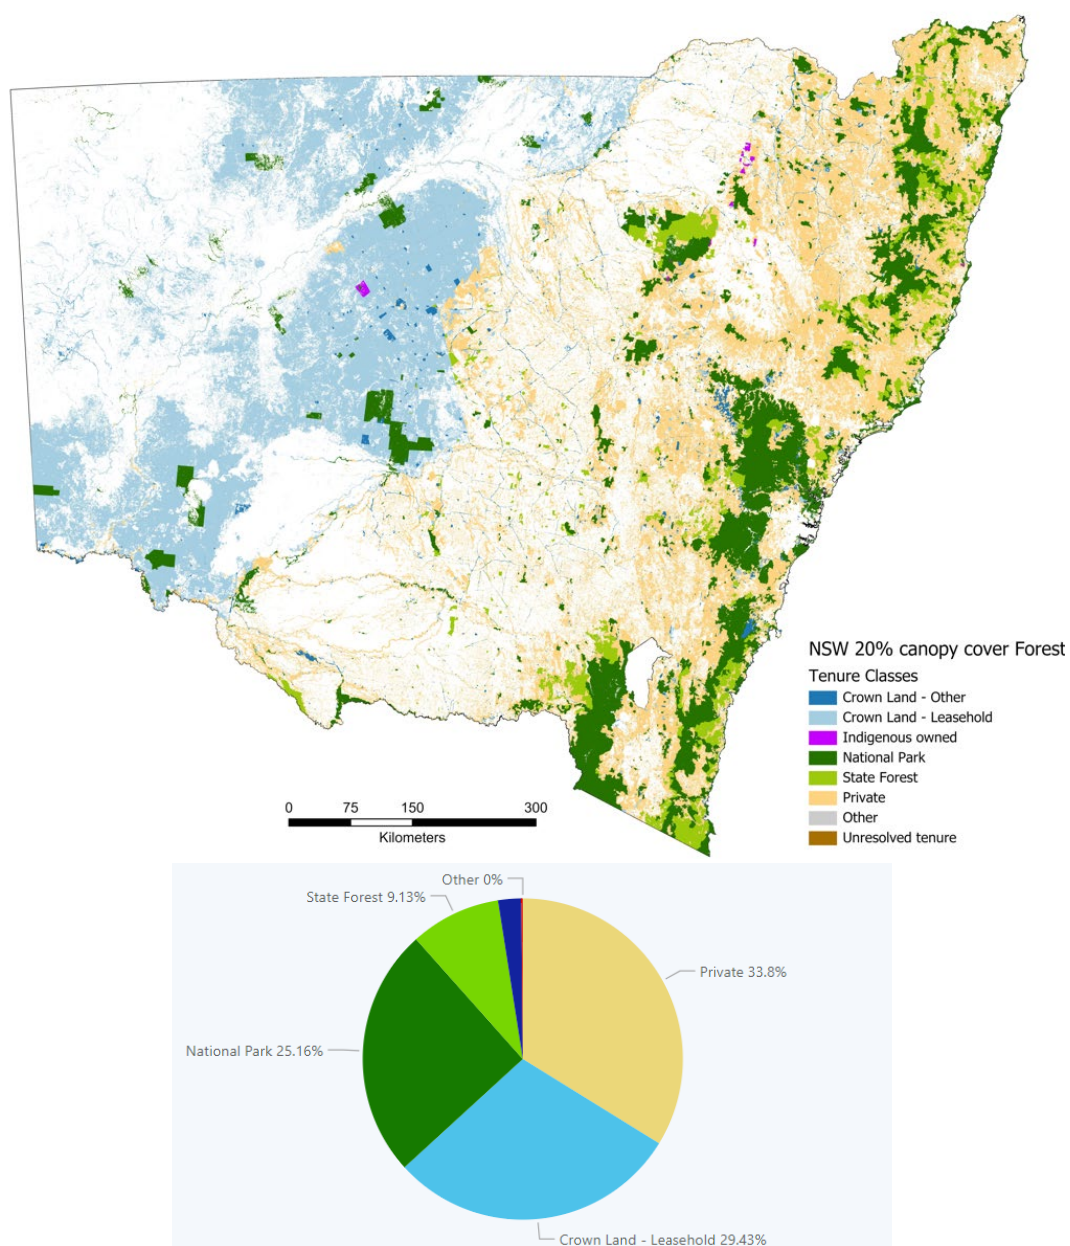 NSW 20% canopy cover Forest
Tenure Classes
Crown Land - Other
Crown Land - Leasehold
Indigenous owned
National Park
State Forest
Private
Other
Unresolved tenure
0 75 150 300
Kilometers
Other 0%
State Forest 9.13%
Private 33.8%
National Park 25.16%
Crown Land - Leasehold 29.43%